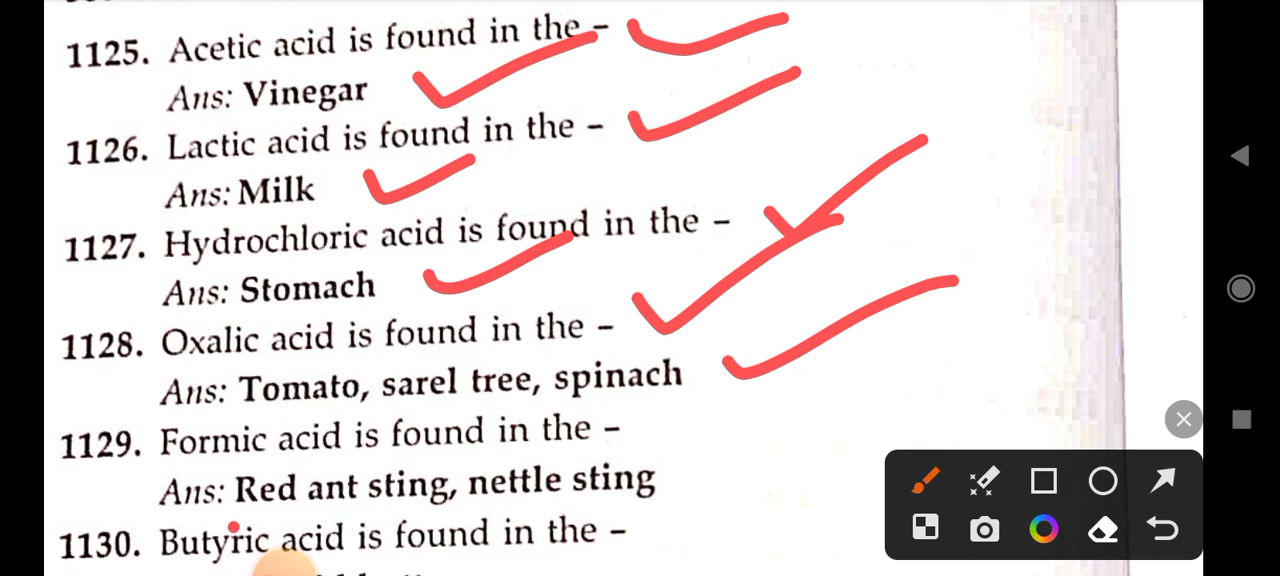 1125. Acetic acid is found in the –
Ans: Vinegar
1126. Lactic acid is found in the –
Ans: Milk
1127. Hydrochloric acid is found in the –
Ans: Stomach
1128. Oxalic acid is found in the –
Ans: Tomato, sarel tree, spinach
1129. Formic acid is found in the –
Ans: Red ant sting, nettle sting
1130. Butyric acid is found in the –